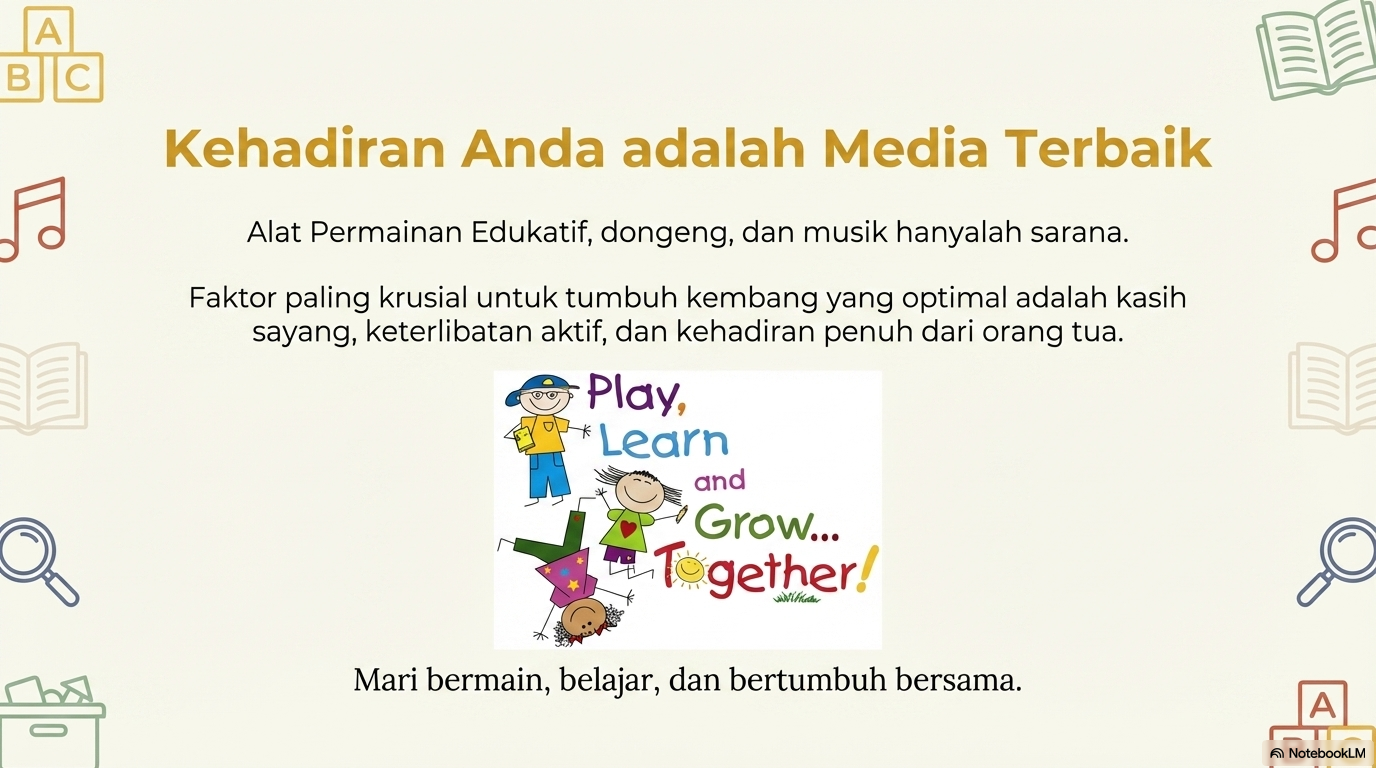 A
B C
Kehadiran Anda adalah Media Terbaik
Alat Permainan Edukatif, dongeng, dan musik hanyalah sarana.
Faktor paling krusial untuk tumbuh kembang yang optimal adalah kasih
sayang, keterlibatan aktif, dan kehadiran penuh dari orang tua.
Play,
Learn
and
Grow...
Together!
Mari bermain, belajar, dan bertumbuh bersama.
A
NotebookLM